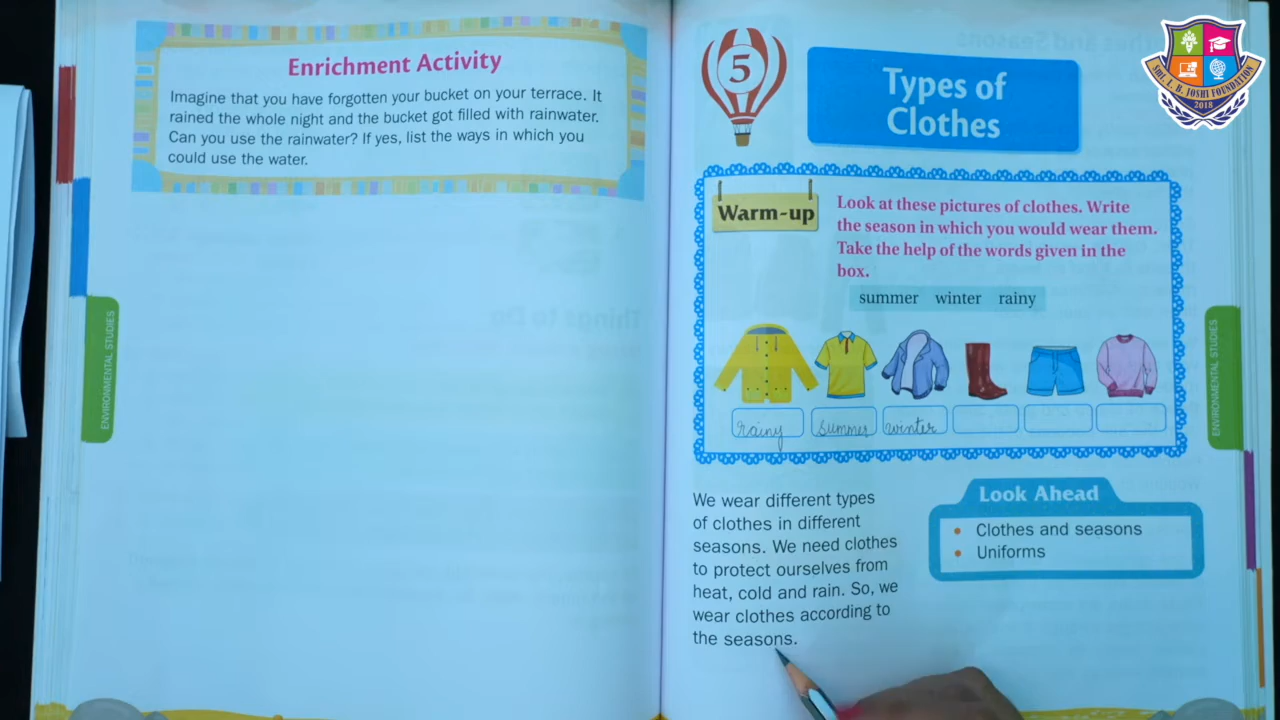 Enrichment Activity
Imagine that you have forgotten your bucket on your terrace. It
rained the whole night and the bucket got filled with rainwater.
Can you use the rainwater? If yes, list the ways in which you
could use the water.
ENVIRONMENTAL STUDIES
5
Types of
Clothes
Warm-up
Look at these pictures of clothes. Write
the season in which you would wear them.
Take the help of the words given in the
box.
summer winter rainy
rainy summer winter
We wear different types
of clothes in different
seasons. We need clothes
to protect ourselves from
heat, cold and rain. So, we
wear clothes according to
the seasons.
Look Ahead
• Clothes and seasons
• Uniforms
ENVIRONMENTAL STUDIES
SHRI. L. B. JOSHI FOUNDATION
2018